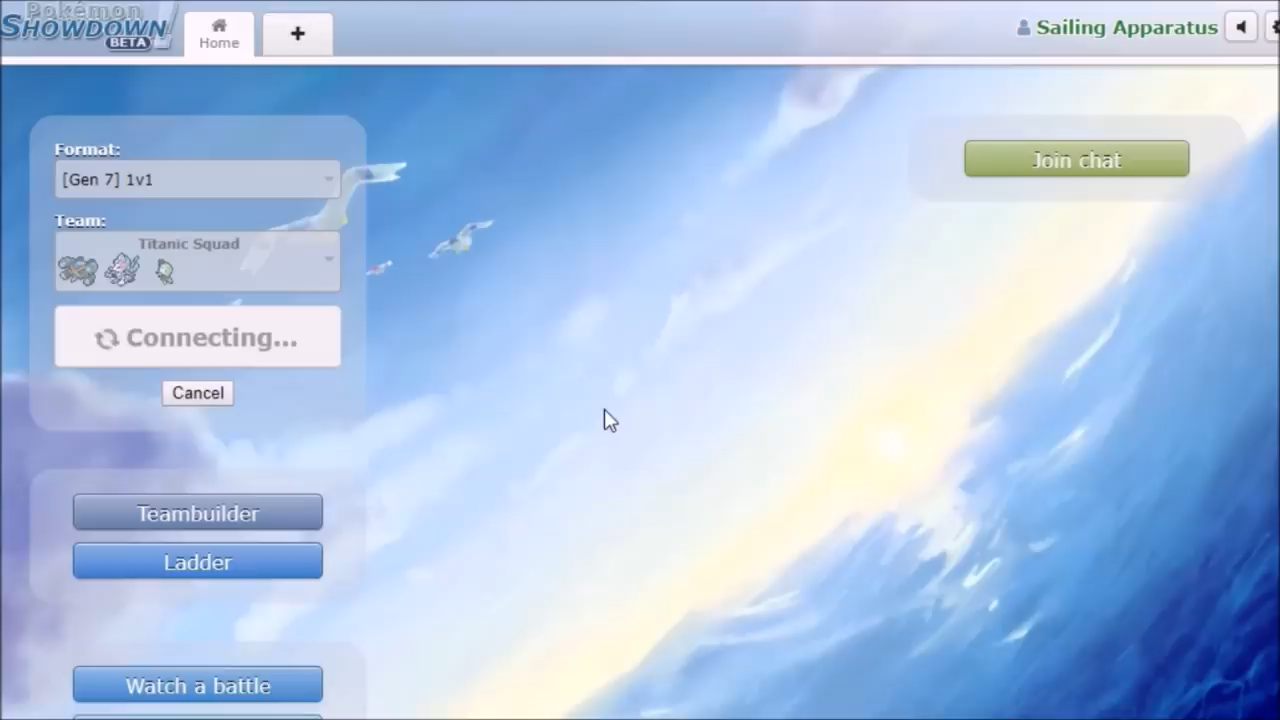 Pokémon
SHOWDOWN
BETA
Home
+
Sailing Apparatus
Format:
[Gen 7] 1v1
Join chat
Team:
Titanic Squad
Connecting...
Cancel
Teambuilder
Ladder
Watch a battle